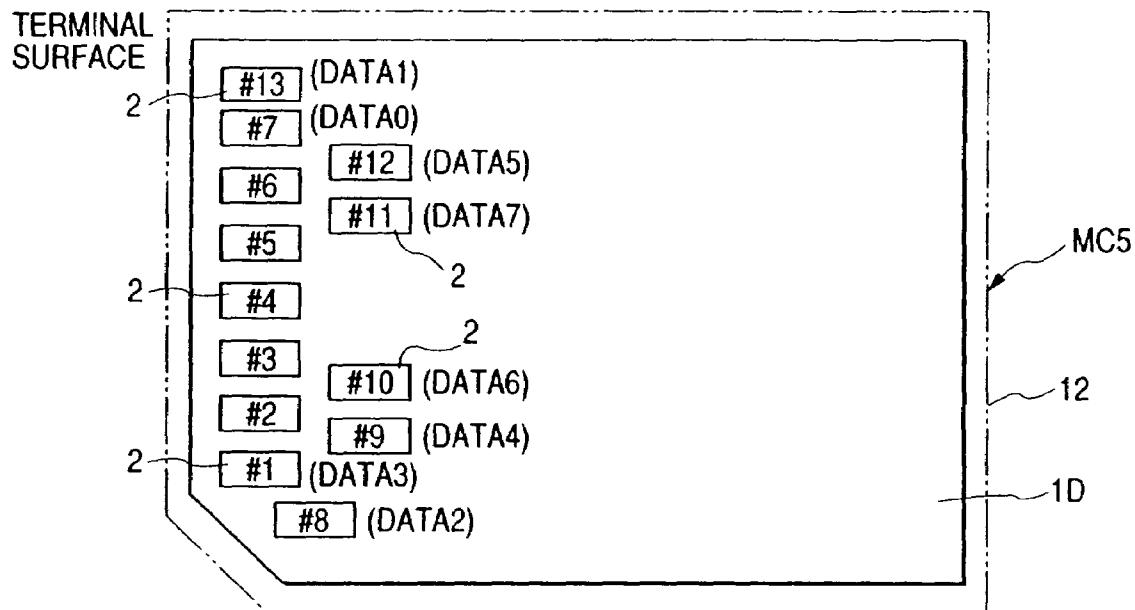 TERMINAL
SURFACE
2 #13 (DATA1)
#7 (DATA0)
#12 (DATA5)
#6
#11 (DATA7)
#5
MC5
2
2 #4
2
#3
#10 (DATA6)
12
#2
#9 (DATA4)
2 #1 (DATA3)
1D
#8 (DATA2)